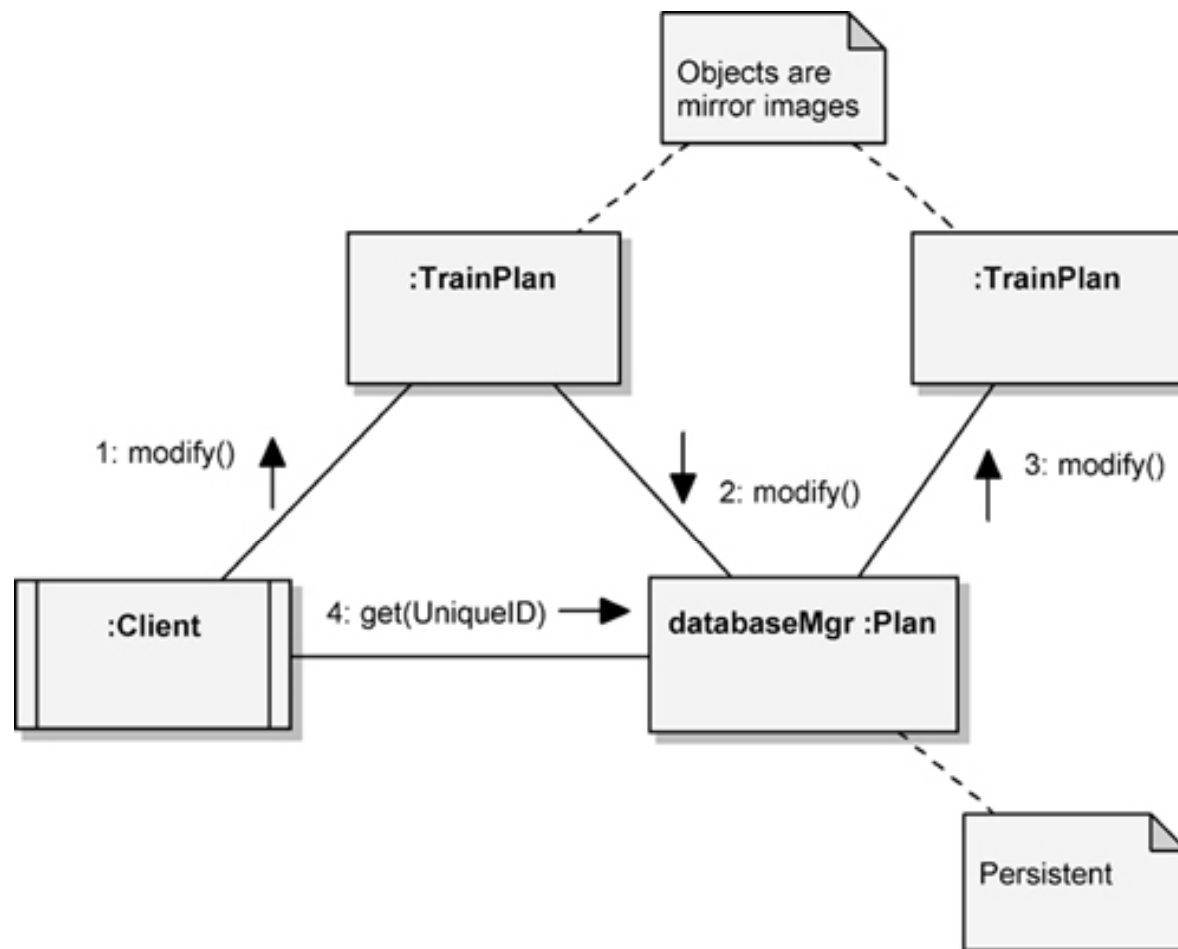 Objects are
mirror images
:TrainPlan
:TrainPlan
1: modify()
2: modify()
3: modify()
:Client
4: get(UniqueID)
databaseMgr :Plan
Persistent